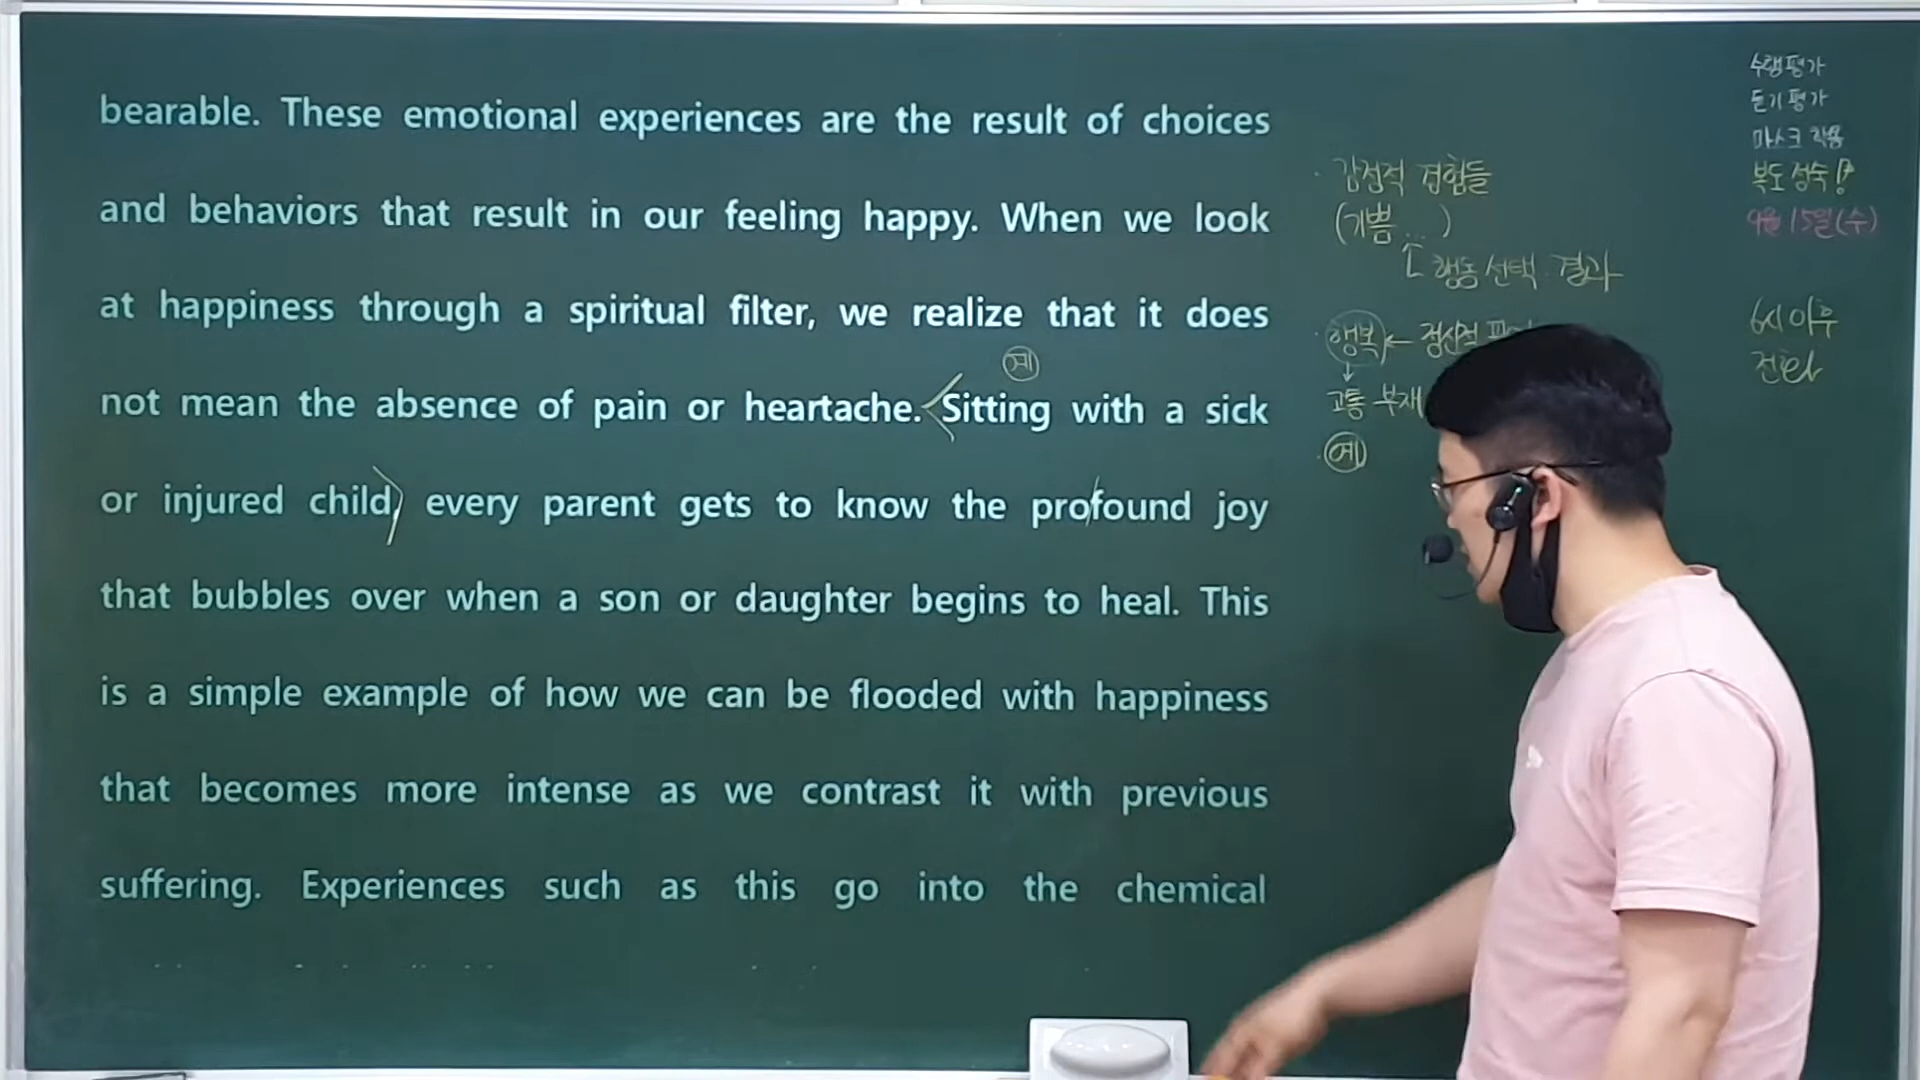 bearable. These emotional experiences are the result of choices
and behaviors that result in our feeling happy. When we look
at happiness through a spiritual filter, we realize that it does
예
not mean the absence of pain or heartache. Sitting with a sick
or injured child, every parent gets to know the profound joy
that bubbles over when a son or daughter begins to heal. This
is a simple example of how we can be flooded with happiness
that becomes more intense as we contrast it with previous
suffering. Experiences such as this go into the chemical
· 감정적 경험들
(기쁨 ... )
행동 선택 · 결과
· 행복 ← 정신적
↓
고통 부재
· 예
수행평가
듣기평가
마스크 착용
복도 정숙!
9월 15일(수)
6시 이후
전화